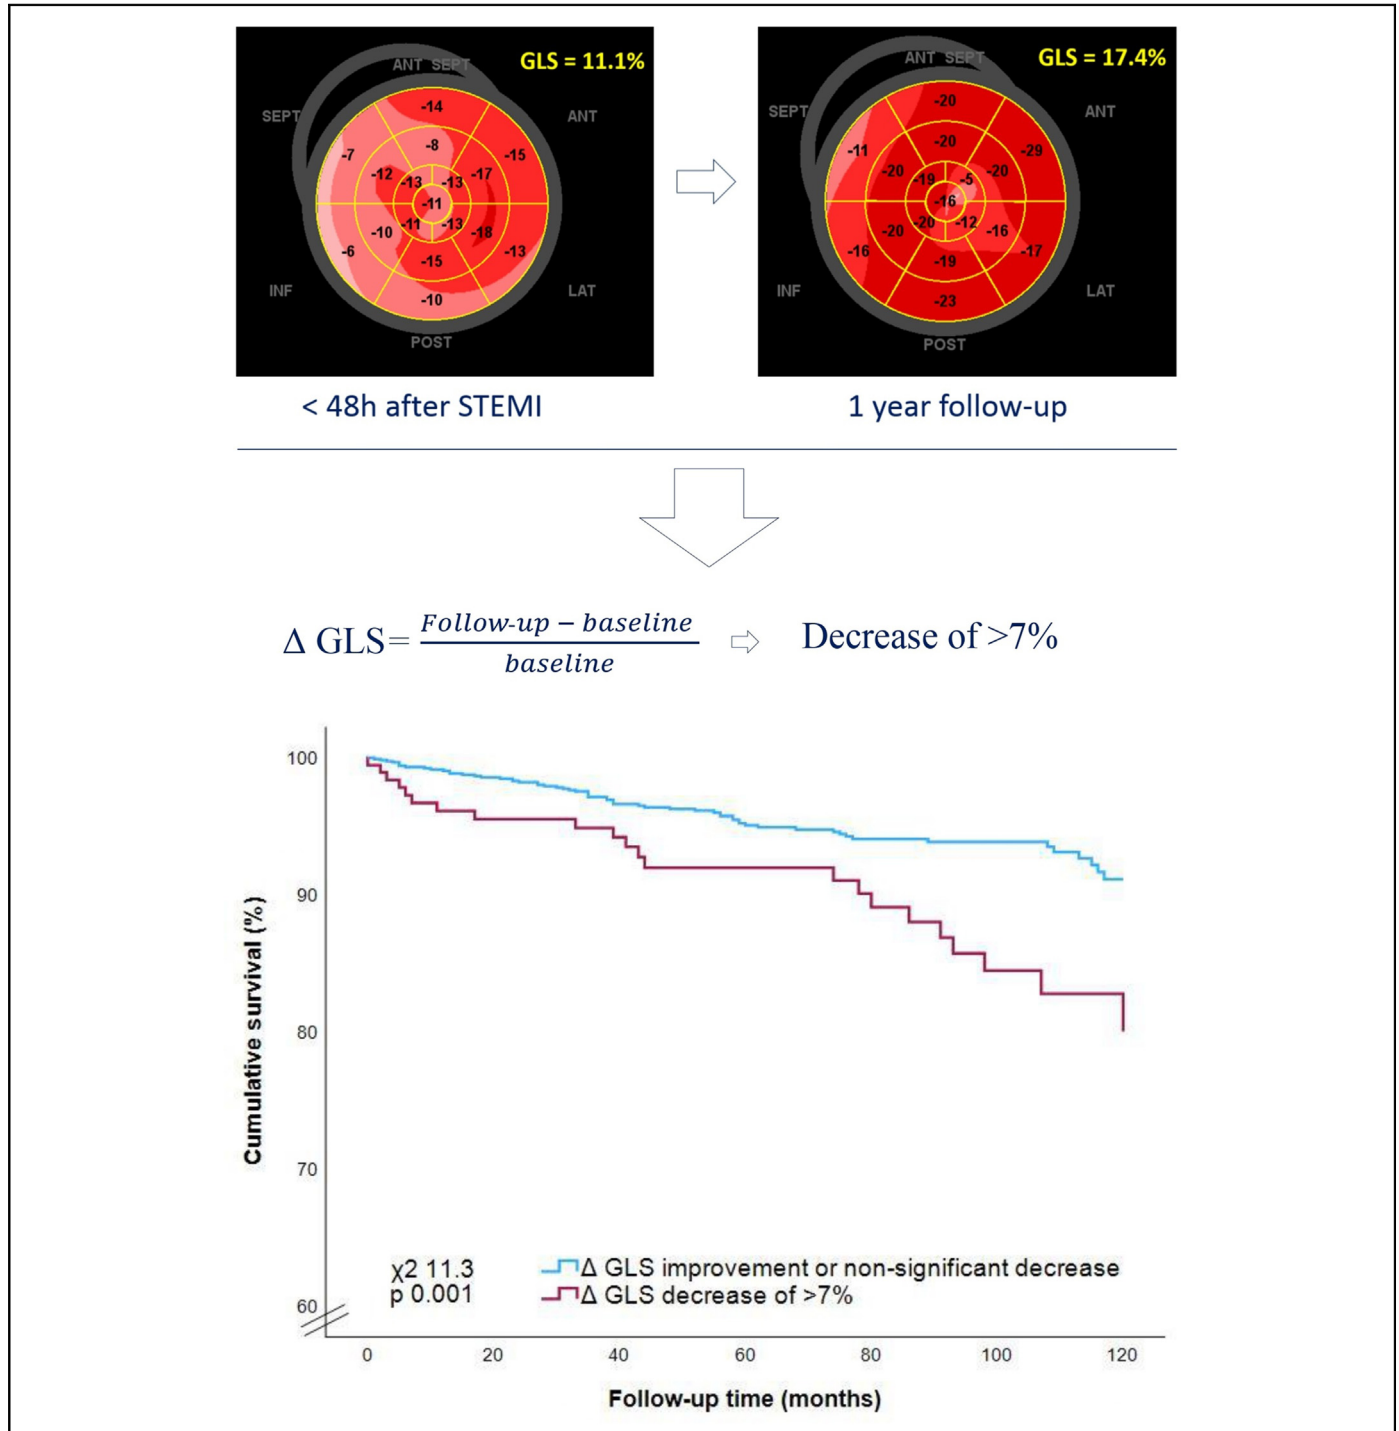 GLS = 11.1%
ANT SEPT
SEPT
ANT
-14
-8
-7
-15
-12
-17
-13
-13
-11
-11
-13
-10
-18
-6
-13
-15
-10
INF
LAT
POST
GLS = 17.4%
ANT SEPT
SEPT
ANT
-20
-20
-11
-29
-20
-20
-19
-5
-16
-20
-12
-20
-16
-16
-17
-19
-23
INF
LAT
POST
< 48h after STEMI
1 year follow-up
Δ GLS= Follow-up − baseline
baseline
Decrease of >7%
Cumulative survival (%)
100
90
80
70
60
χ2 11.3
p 0.001
Δ GLS improvement or non-significant decrease
Δ GLS decrease of >7%
0 20 40 60 80 100 120
Follow-up time (months)